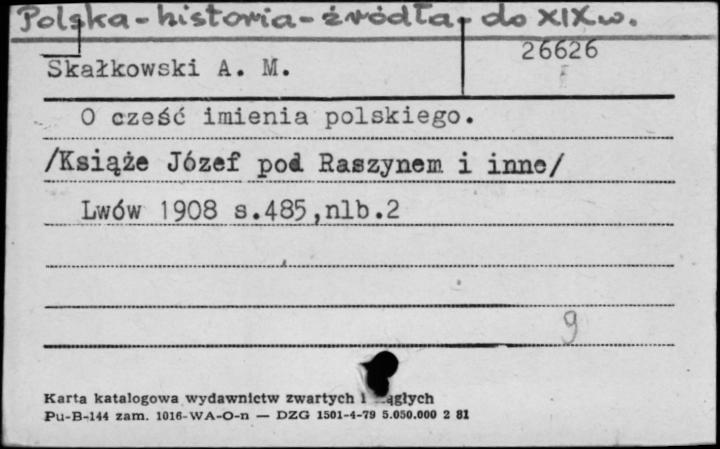 Polska - historia - źródła - do XIX w.
26626
Skałkowski A. M.
O cześć imienia polskiego.
/Książe Józef pod Raszynem i inne/
Lwów 1908 s.485,nlb.2
9
Karta katalogowa wydawnictw zwartych i ągłych
Pu-B-144 zam. 1016-WA-O-n — DZG 1501-4-79 5.050.000 2 81